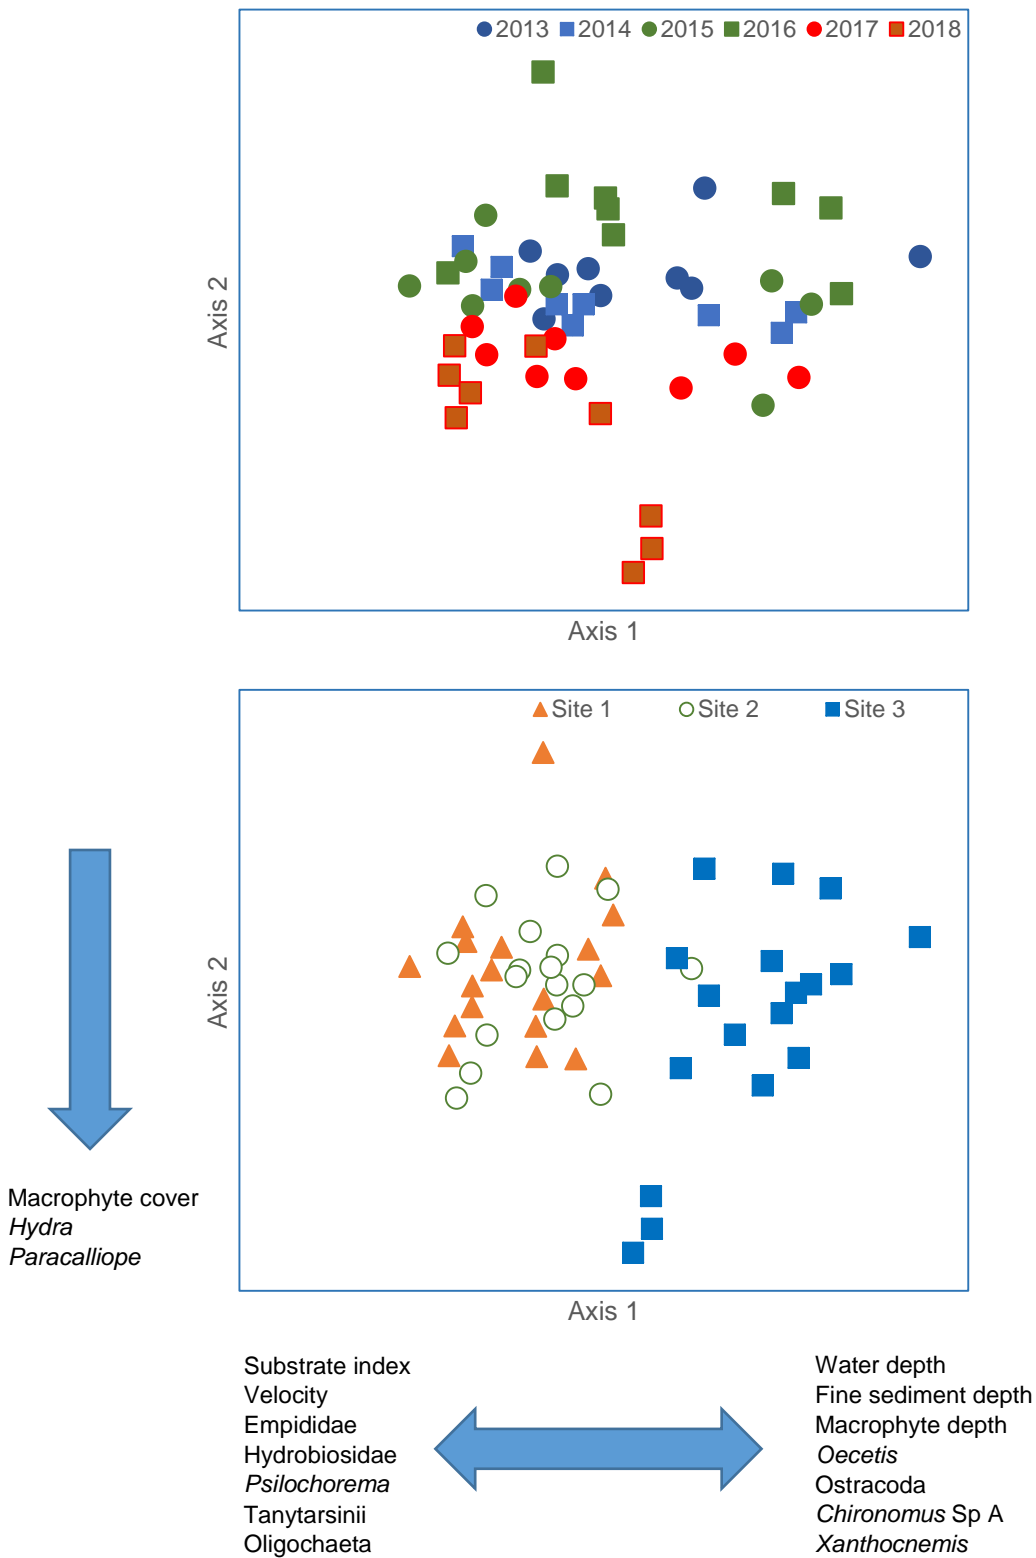 2013 2014 2015 2016 2017 2018
Axis 2
Axis 1
Site 1 Site 2 Site 3
Axis 2
Macrophyte cover
Hydra
Paracalliope
Axis 1
Substrate index
Velocity
Empididae
Hydrobiosidae
Psilochorema
Tanytarsinii
Oligochaeta
Water depth
Fine sediment depth
Macrophyte depth
Oecetis
Ostracoda
Chironomus Sp A
Xanthocnemis